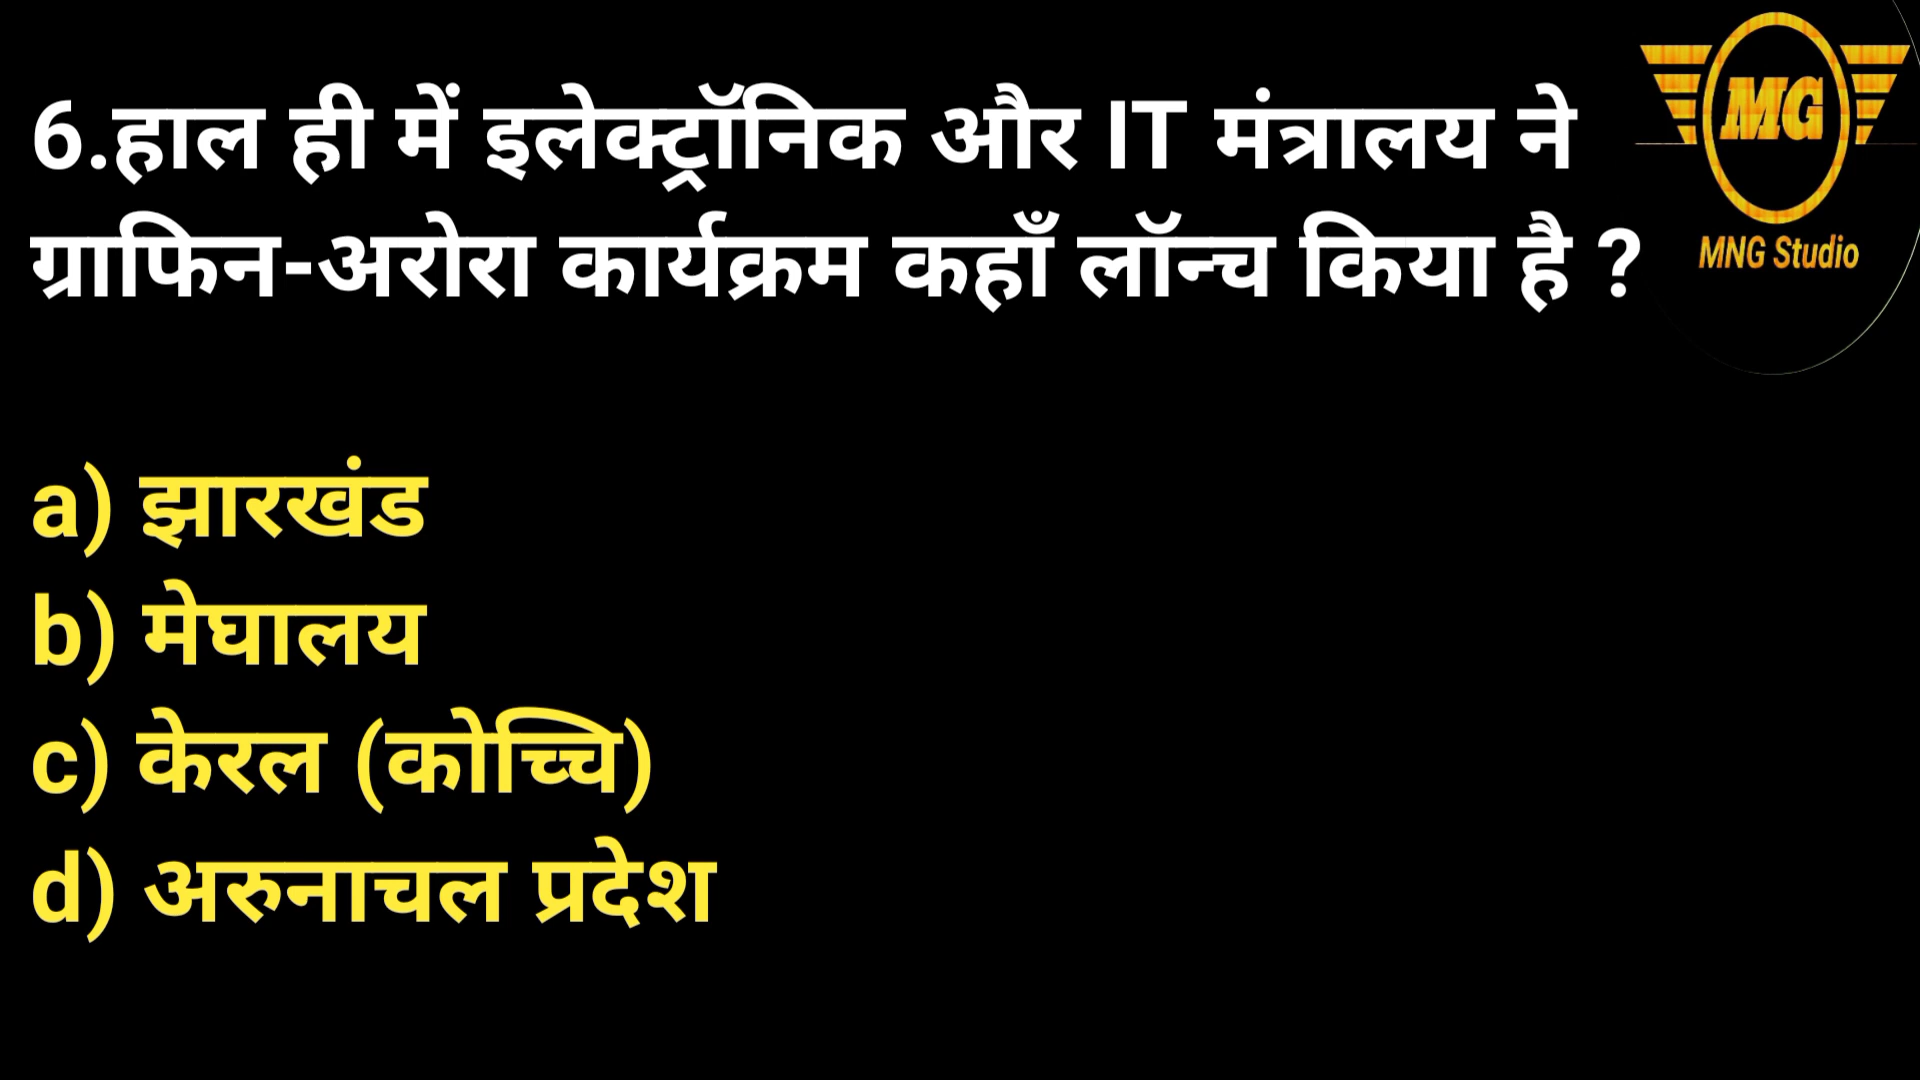 6.हाल ही में इलेक्ट्रॉनिक और IT मंत्रालय ने
ग्राफिन-अरोरा कार्यक्रम कहाँ लॉन्च किया है ?
MG
MNG Studio
a) झारखंड
b) मेघालय
c) केरल (कोच्चि)
d) अरुनाचल प्रदेश